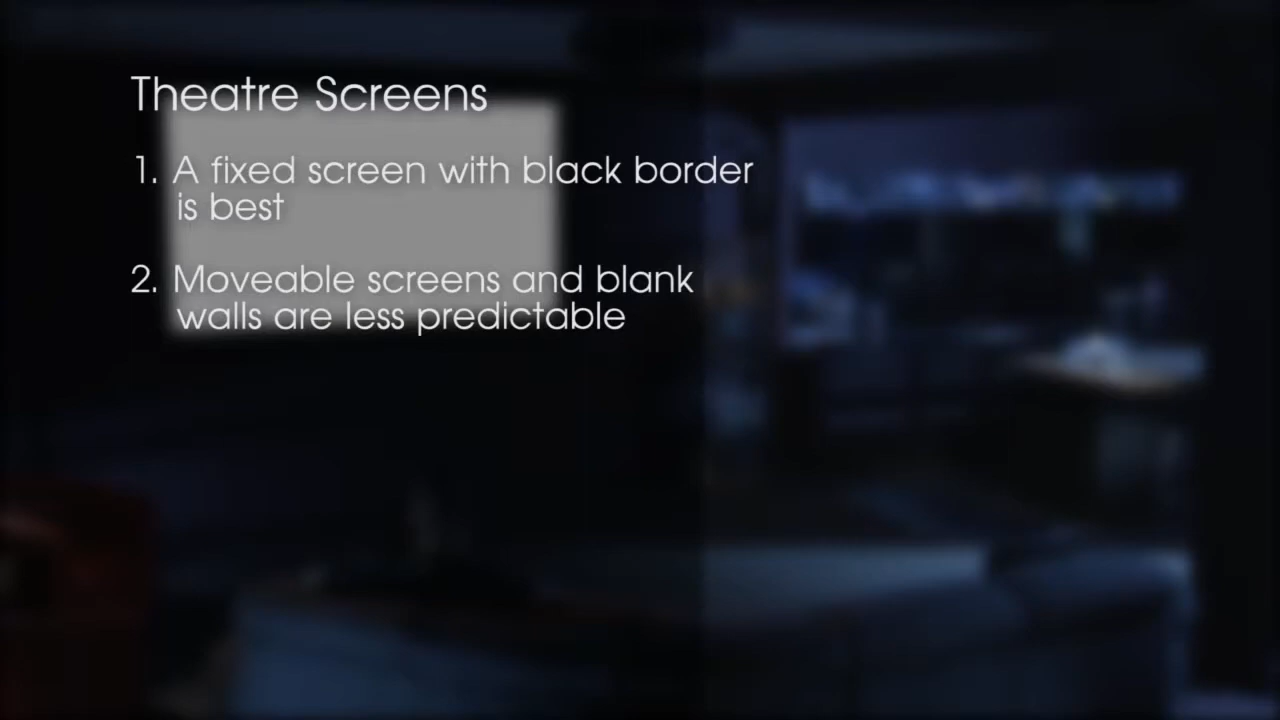 Theatre Screens
1. A fixed screen with black border
is best
2. Moveable screens and blank
walls are less predictable